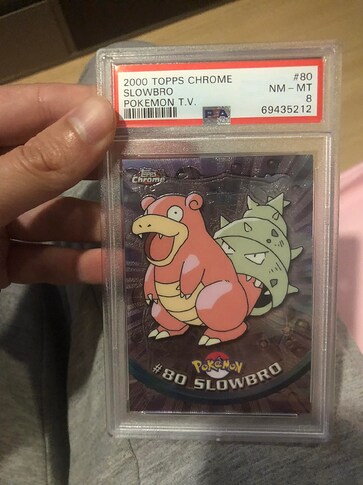 2000 TOPPS CHROME #80
SLOWBRO NM - MT
POKEMON T.V. PSA 8
69435212
Topps
Chrome
POKéMON
#80 SLOWBRO